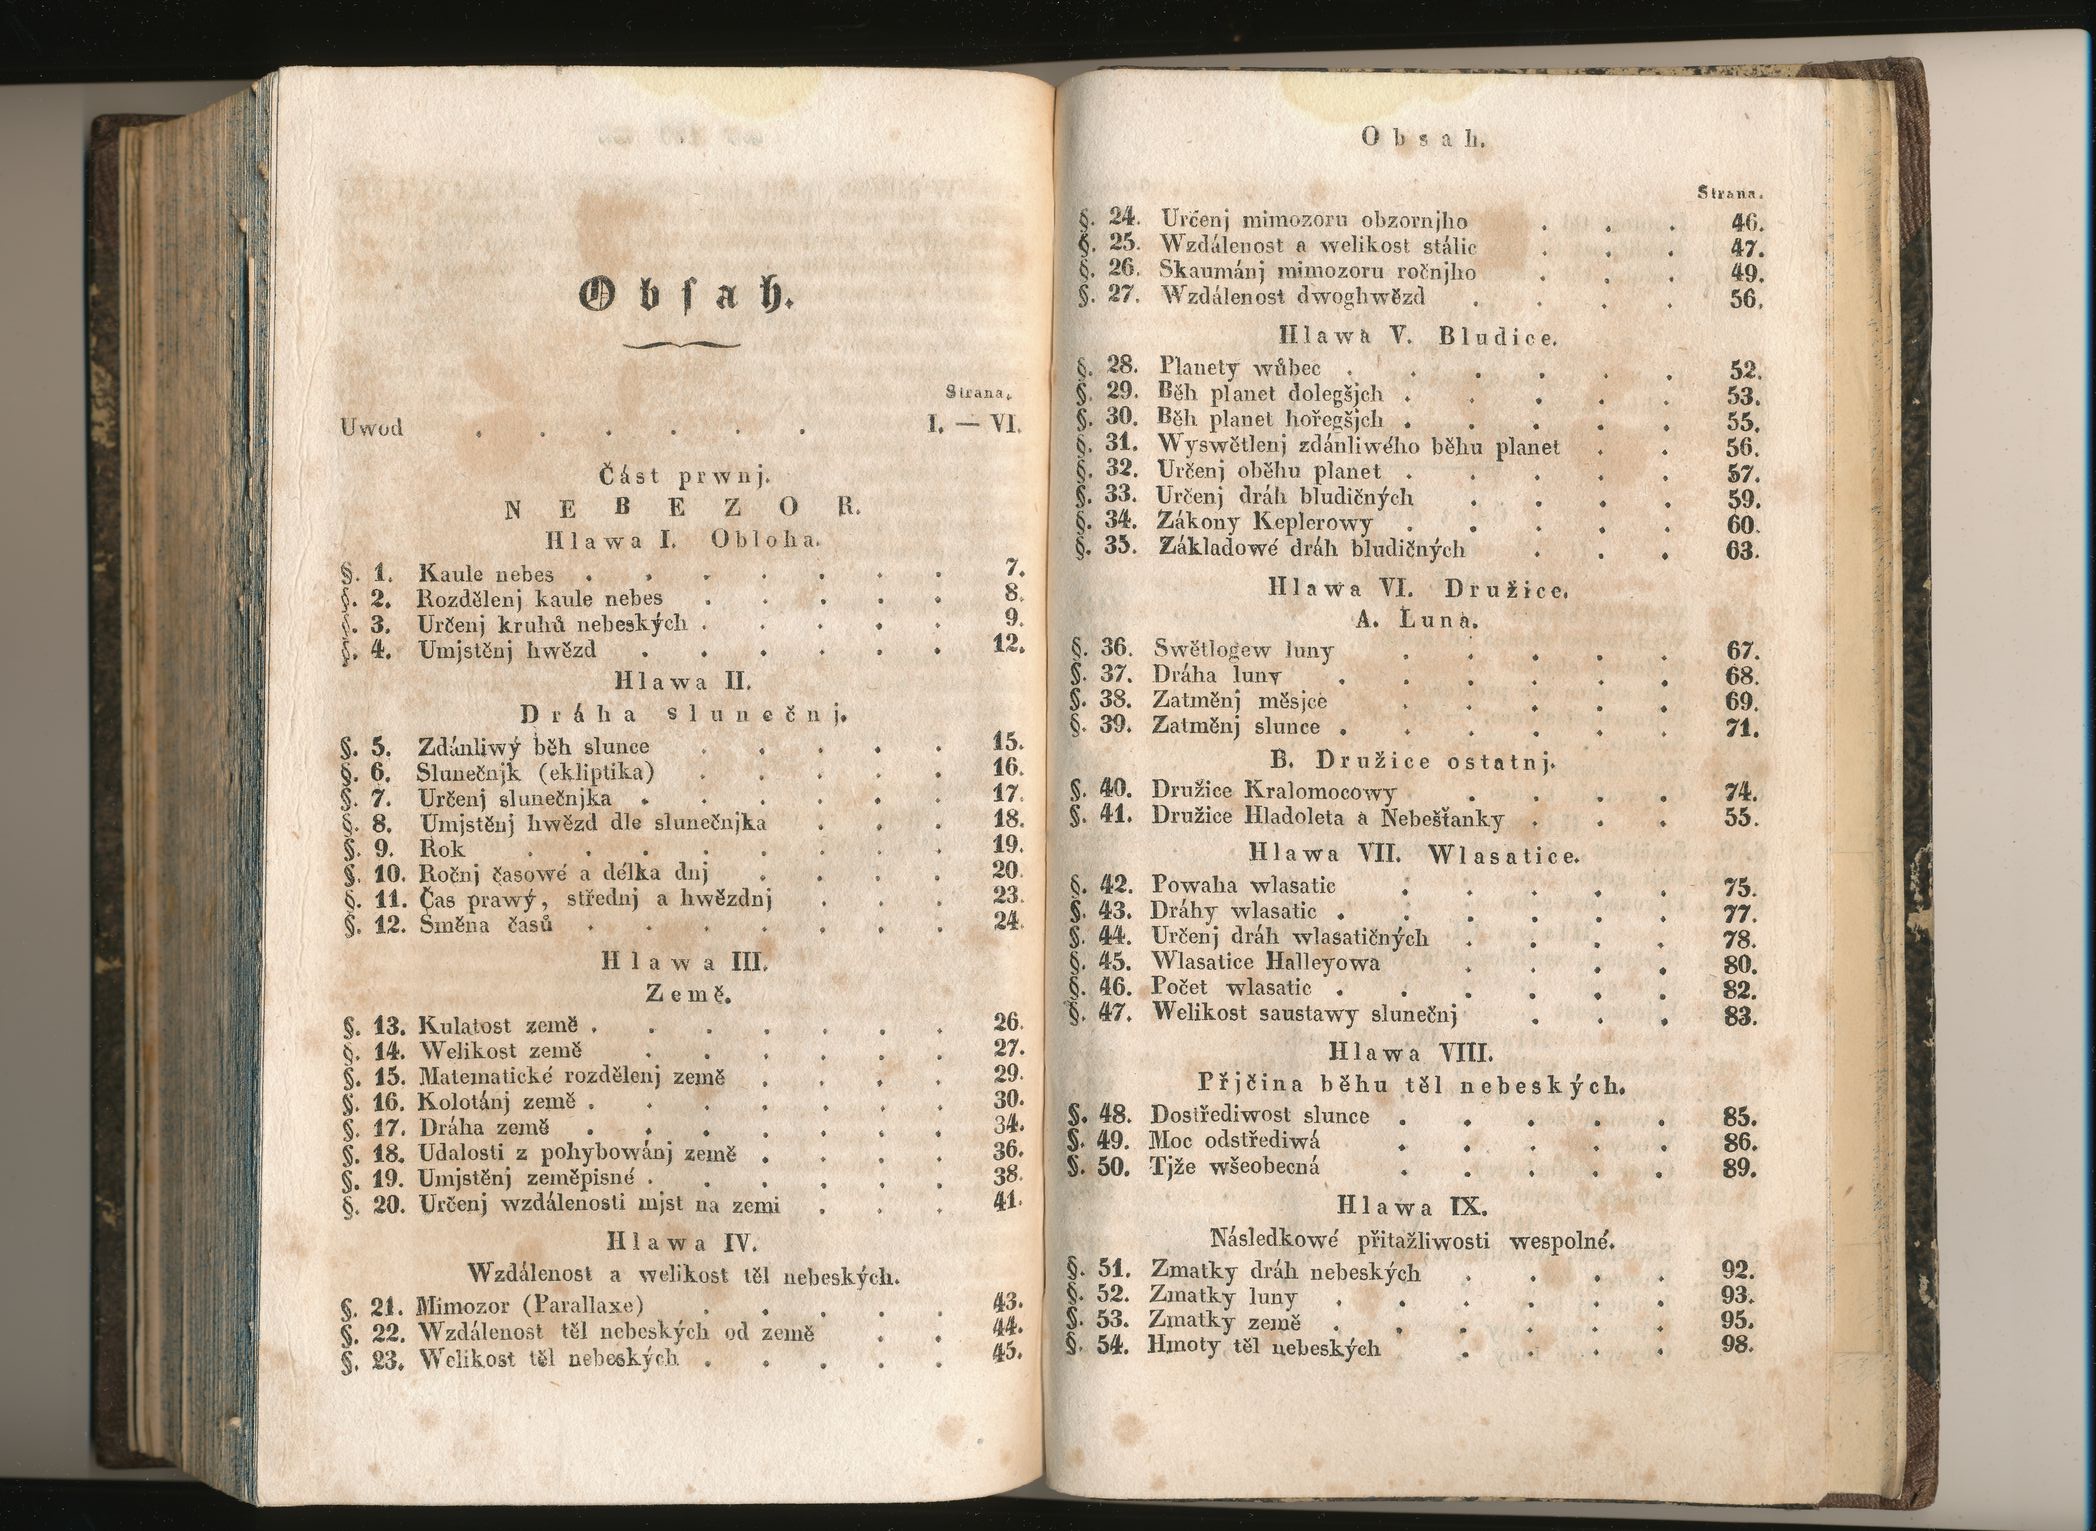 Obsah.
Strana.
Uwod . . . . . . I. — VI.
Část prwnj.
NEBEZOR.
Hlawa I. Obloha.
§. 1. Kaule nebes . . . . . . . 7.
§. 2. Rozdělenj kaule nebes . . . . . 8.
§. 3. Určenj kruhů nebeských . . . . . 9.
§. 4. Umjstěnj hwězd . . . . . . 12.
Hlawa II.
Dráha slunečnj.
§. 5. Zdánliwý běh slunce . . . . . 15.
§. 6. Slunečnjk (ekliptika) . . . . . 16.
§. 7. Určenj slunečnjka . . . . . . 17.
§. 8. Umjstěnj hwězd dle slunečnjka . . . 18.
§. 9. Rok . . . . . . . . 19.
§. 10. Ročnj časowé a délka dnj . . . . 20.
§. 11. Čas prawý, střednj a hwězdnj . . . 23.
§. 12. Směna časů . . . . . . . 24.
Hlawa III.
Země.
§. 13. Kulatost země . . . . . . . 26.
§. 14. Welikost země . . . . . . 27.
§. 15. Matematické rozdělenj země . . . . 29.
§. 16. Kolotánj země . . . . . . . 30.
§. 17. Dráha země . . . . . . . 34.
§. 18. Udalosti z pohybowánj země . . . . 36.
§. 19. Umjstěnj zeměpisné . . . . . . 38.
§. 20. Určenj wzdálenosti mjst na zemi . . . 41.
Hlawa IV.
Wzdálenost a welikost těl nebeských.
§. 21. Mimozor (Parallaxe) . . . . . 43.
§. 22. Wzdálenost těl nebeských od země . . 44.
§. 23. Welikost těl nebeských . . . . . 45.
Obsah.
Strana.
§. 24. Určenj mimozoru obzornjho . . . 46.
§. 25. Wzdálenost a welikost stálic . . . 47.
§. 26. Skaumánj mimozoru ročnjho . . . 49.
§. 27. Wzdálenost dwoghwězd . . . . 56.
Hlawa V. Bludice.
§. 28. Planety wůbec . . . . . . 52.
§. 29. Běh planet dolegšjch . . . . . 53.
§. 30. Běh planet hořegšjch . . . . . 55.
§. 31. Wyswětlenj zdánliwého běhu planet . . 56.
§. 32. Určenj oběhu planet . . . . . 57.
§. 33. Určenj dráh bludičných . . . . 59.
§. 34. Zákony Keplerowy . . . . . 60.
§. 35. Základowé dráh bludičných . . . 63.
Hlawa VI. Družice.
A. Luna.
§. 36. Swětlogew luny . . . . . 67.
§. 37. Dráha luny . . . . . . 68.
§. 38. Zatměnj měsjce . . . . . 69.
§. 39. Zatměnj slunce . . . . . . 71.
B. Družice ostatnj.
§. 40. Družice Kralomocowy . . . . 74.
§. 41. Družice Hladoleta a Nebešťanky . . . 55.
Hlawa VII. Wlasatice.
§. 42. Powaha wlasatic . . . . . 75.
§. 43. Dráhy wlasatic . . . . . . 77.
§. 44. Určenj dráh wlasatičných . . . . 78.
§. 45. Wlasatice Halleyowa . . . . 80.
§. 46. Počet wlasatic . . . . . . 82.
§. 47. Welikost saustawy slunečnj . . . 83.
Hlawa VIII.
Přjčina běhu těl nebeských.
§. 48. Dostředi­wost slunce . . . . . 85.
§. 49. Moc odstředi­wá . . . . . 86.
§. 50. Tjže wšeobecná . . . . . 89.
Hlawa IX.
Následkowé přitažliwosti wespolné.
§. 51. Zmatky dráh nebeských . . . . 92.
§. 52. Zmatky luny . . . . . . 93.
§. 53. Zmatky země . . . . . . 95.
§. 54. Hmoty těl nebeských . . . . 98.